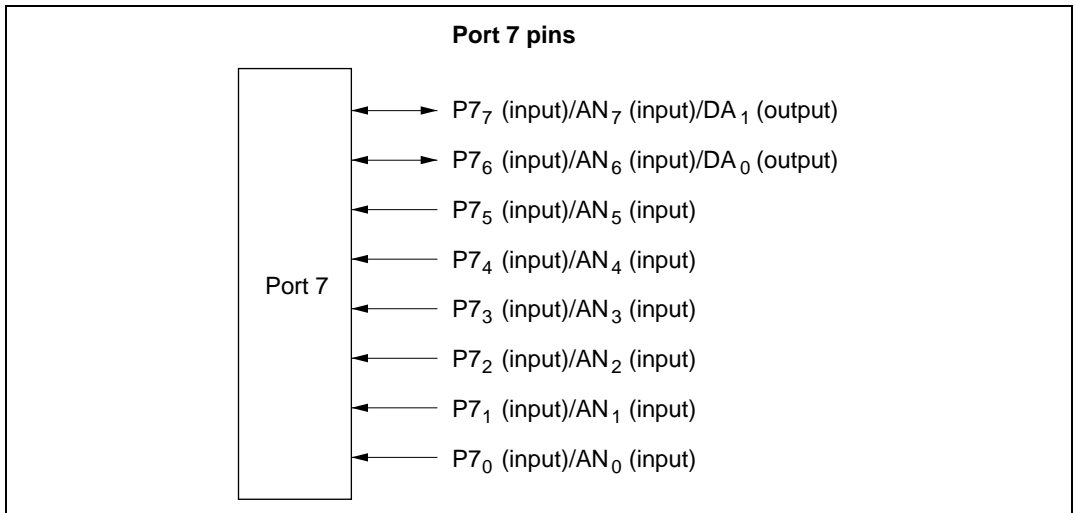 Port 7 pins
P7₇ (input)/AN₇ (input)/DA₁ (output)
P7₆ (input)/AN₆ (input)/DA₀ (output)
P7₅ (input)/AN₅ (input)
P7₄ (input)/AN₄ (input)
Port 7
P7₃ (input)/AN₃ (input)
P7₂ (input)/AN₂ (input)
P7₁ (input)/AN₁ (input)
P7₀ (input)/AN₀ (input)